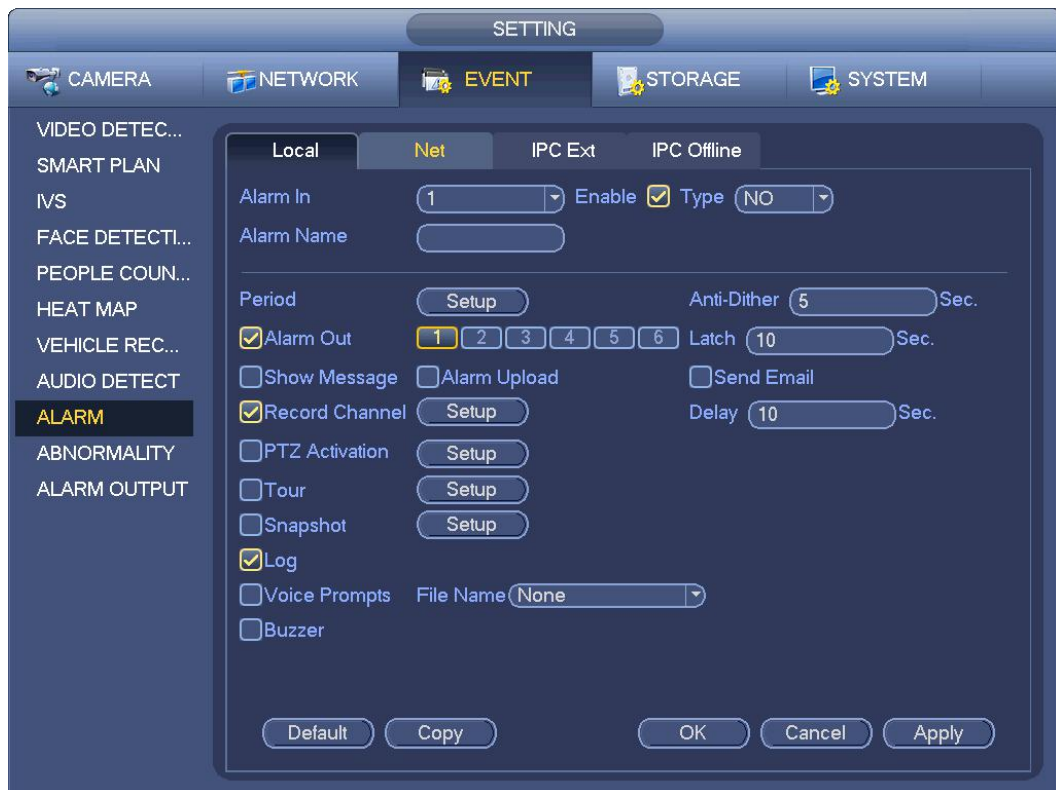 SETTING
CAMERA NETWORK EVENT STORAGE SYSTEM
VIDEO DETEC...
SMART PLAN
IVS
FACE DETECTI...
PEOPLE COUN...
HEAT MAP
VEHICLE REC...
AUDIO DETECT
ALARM
ABNORMALITY
ALARM OUTPUT
Local Net IPC Ext IPC Offline
Alarm In 1 Enable Type NO
Alarm Name
Period Setup Anti-Dither 5 Sec.
Alarm Out 1 2 3 4 5 6 Latch 10 Sec.
Show Message Alarm Upload Send Email
Record Channel Setup Delay 10 Sec.
PTZ Activation Setup
Tour Setup
Snapshot Setup
Log
Voice Prompts File Name None
Buzzer
Default Copy OK Cancel Apply